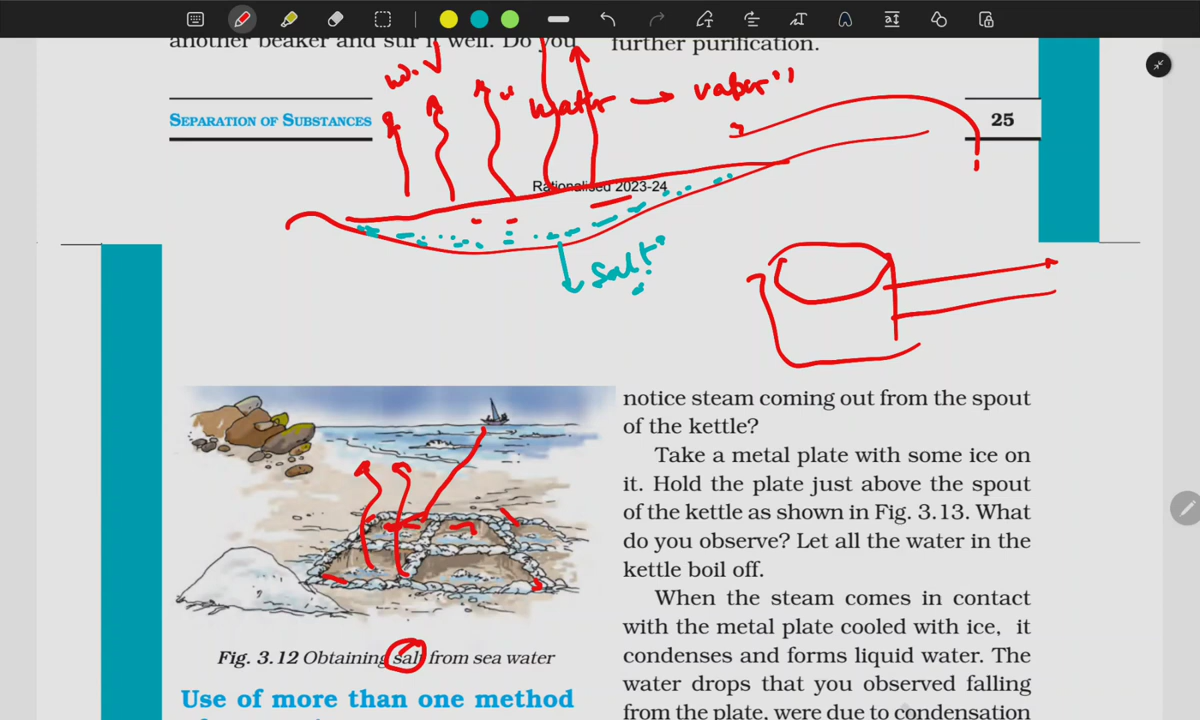 another beaker and stir it well. Do you
further purification.
w.
water → vapor"
SEPARATION OF SUBSTANCES
25
Rationalised 2023-24
salt
notice steam coming out from the spout
of the kettle?
Take a metal plate with some ice on
it. Hold the plate just above the spout
of the kettle as shown in Fig. 3.13. What
do you observe? Let all the water in the
kettle boil off.
When the steam comes in contact
with the metal plate cooled with ice, it
condenses and forms liquid water. The
water drops that you observed falling
from the plate, were due to condensation
Fig. 3.12 Obtaining salt from sea water
Use of more than one method